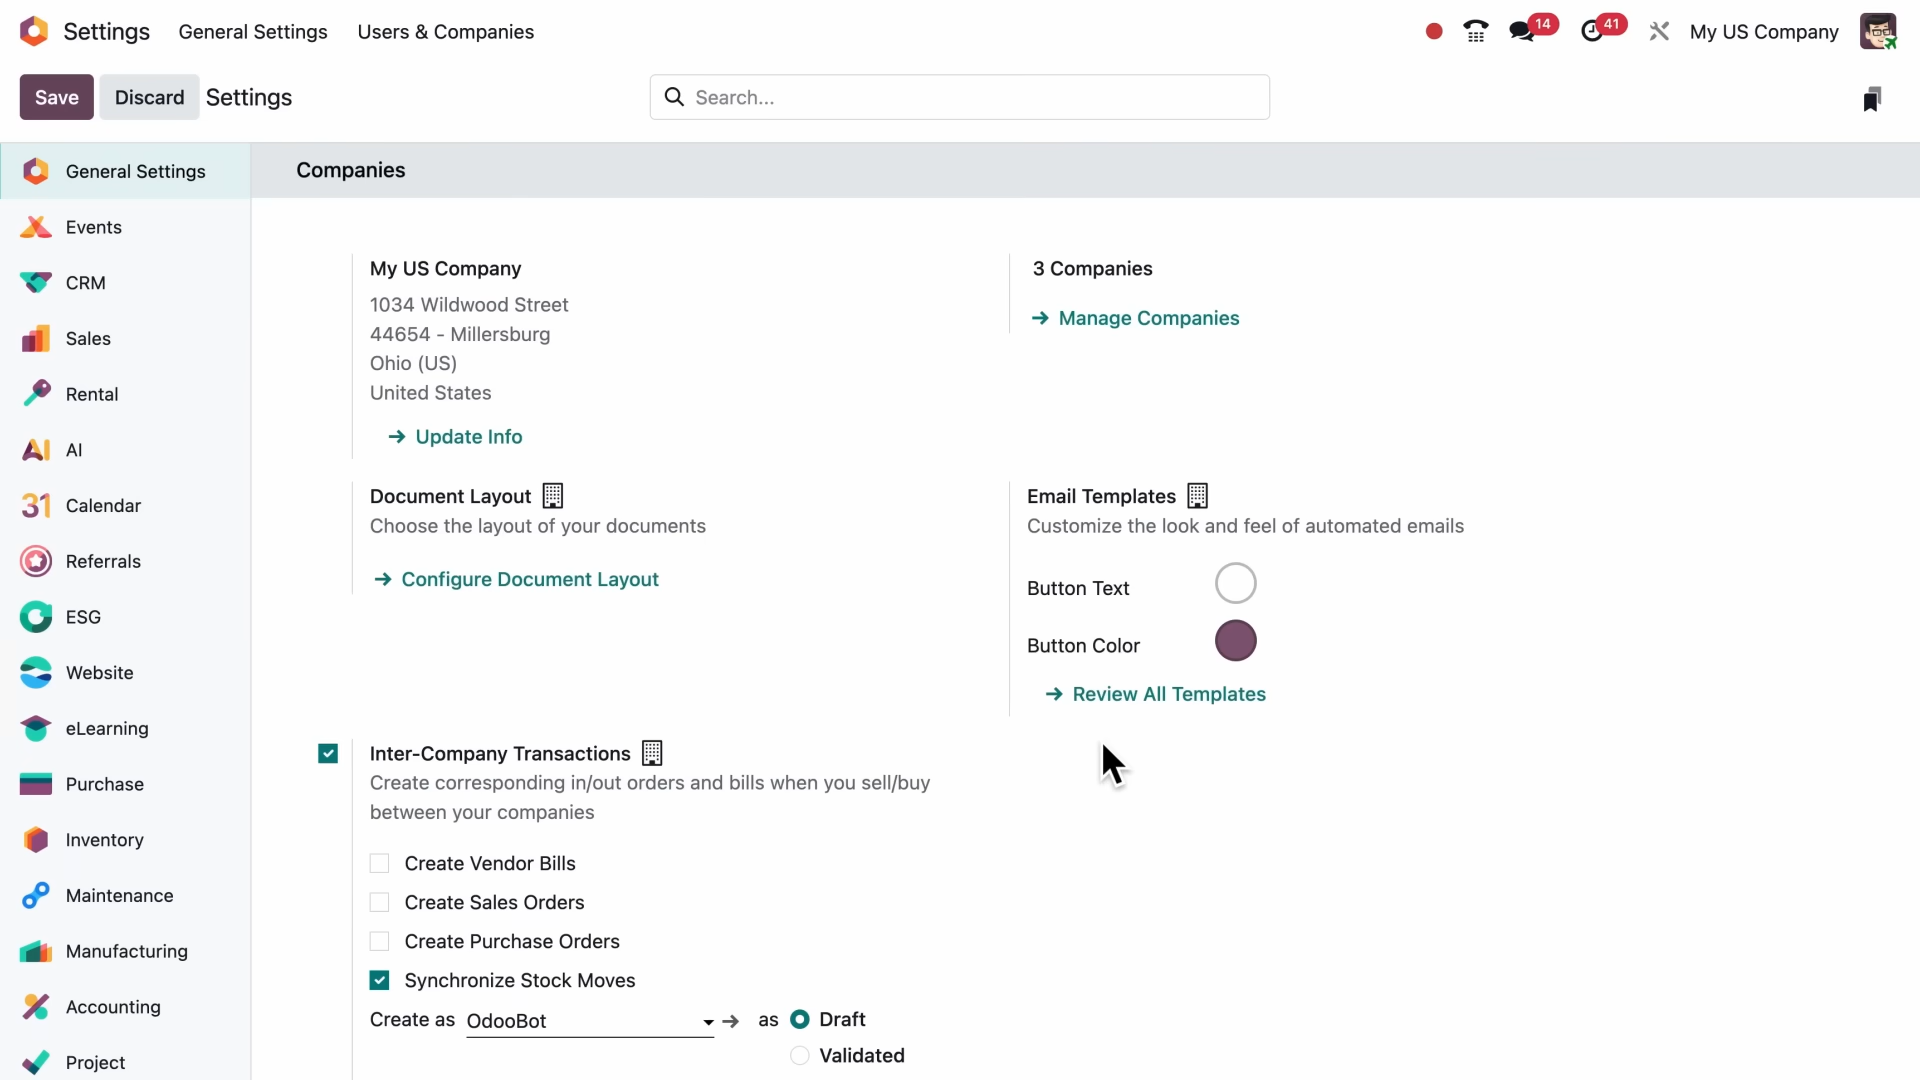 Settings
General Settings
Users & Companies
14
41
My US Company
Save
Discard
Settings
Search...
General Settings
Events
CRM
Sales
Rental
AI
AI
31
Calendar
Referrals
ESG
Website
eLearning
Purchase
Inventory
Maintenance
Manufacturing
Accounting
Project
Companies
My US Company
1034 Wildwood Street
44654 - Millersburg
Ohio (US)
United States
Update Info
3 Companies
Manage Companies
Document Layout
Choose the layout of your documents
Configure Document Layout
Email Templates
Customize the look and feel of automated emails
Button Text
Button Color
Review All Templates
Inter-Company Transactions
Create corresponding in/out orders and bills when you sell/buy
between your companies
Create Vendor Bills
Create Sales Orders
Create Purchase Orders
Synchronize Stock Moves
Create as OdooBot as Draft
Validated